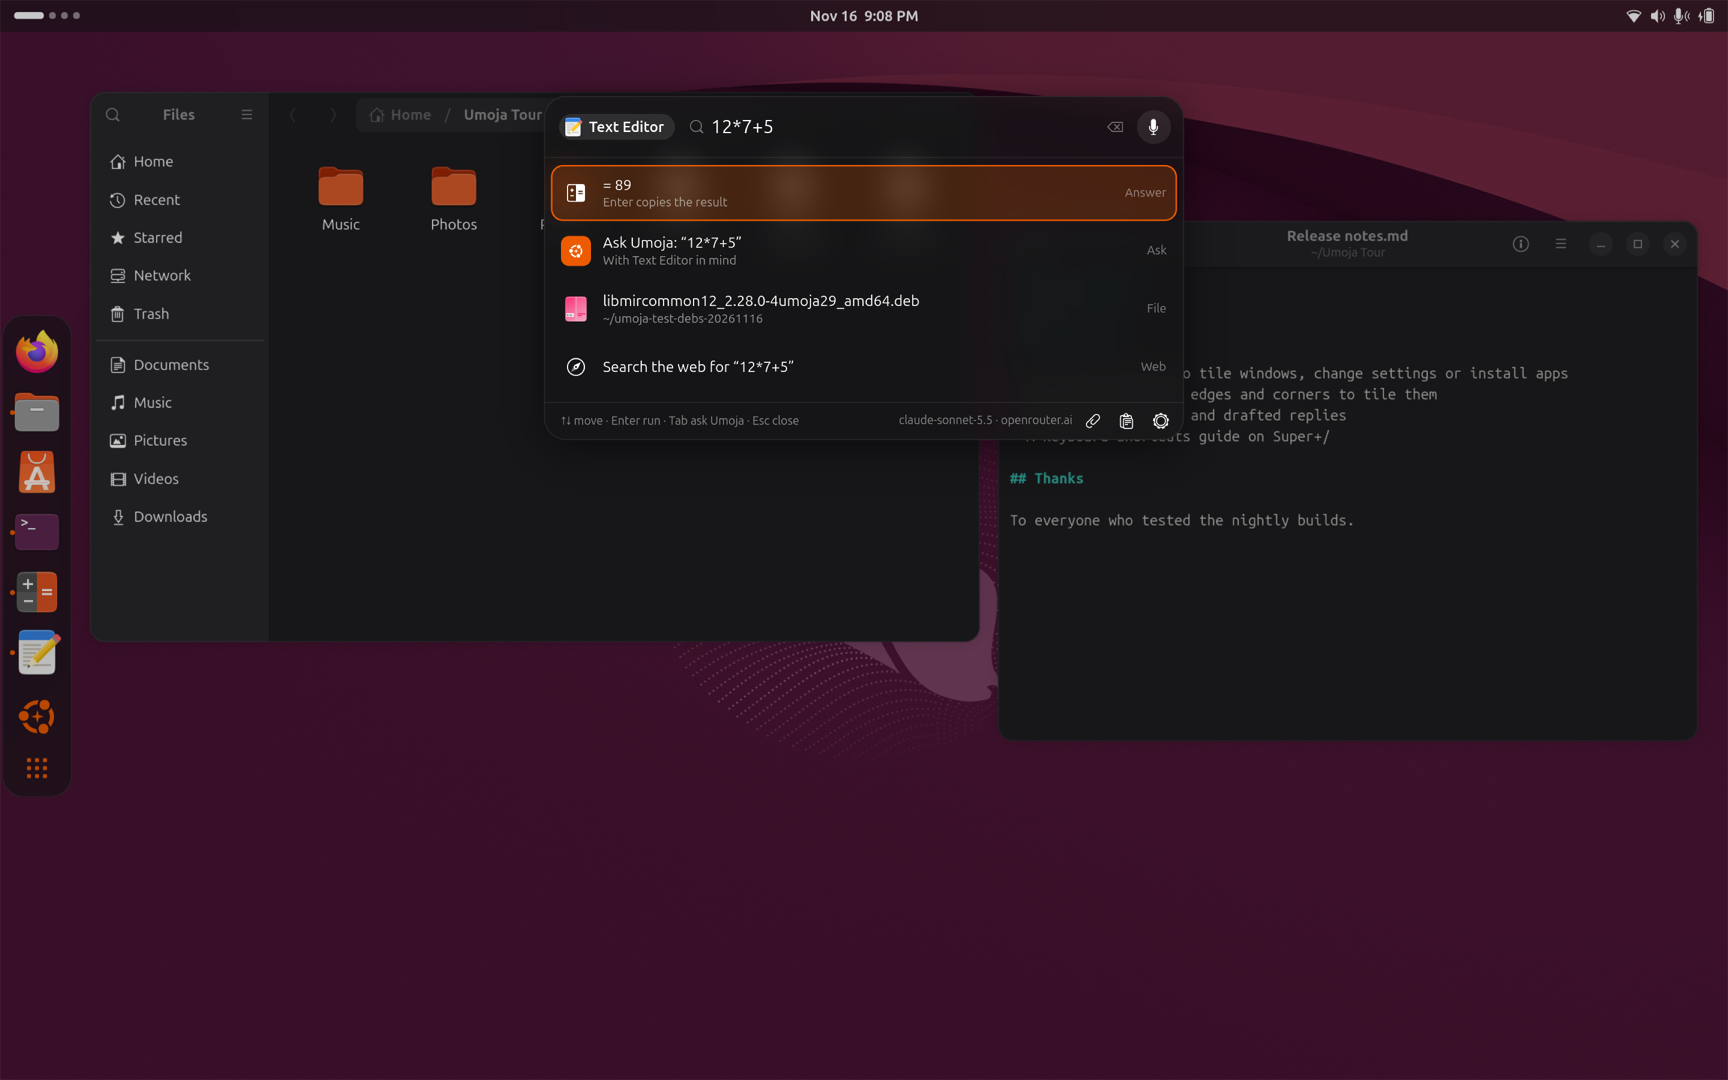 Nov 16 9:08 PM
Files
Home / Umoja Tour
Home
Recent
Starred
Network
Trash
Documents
Music
Pictures
Videos
Downloads
Music
Photos
Text Editor
12*7+5
= 89
Enter copies the result
Answer
Ask Umoja: “12*7+5”
With Text Editor in mind
Ask
libmircommon12_2.28.0-4umoja29_amd64.deb
~/umoja-test-debs-20261116
File
Search the web for “12*7+5”
Web
↑↓ move · Enter run · Tab ask Umoja · Esc close
claude-sonnet-5.5 · openrouter.ai
Release notes.md
~/Umoja Tour
tile windows, change settings or install apps
edges and corners to tile them
and drafted replies
guide on Super+/
## Thanks
To everyone who tested the nightly builds.